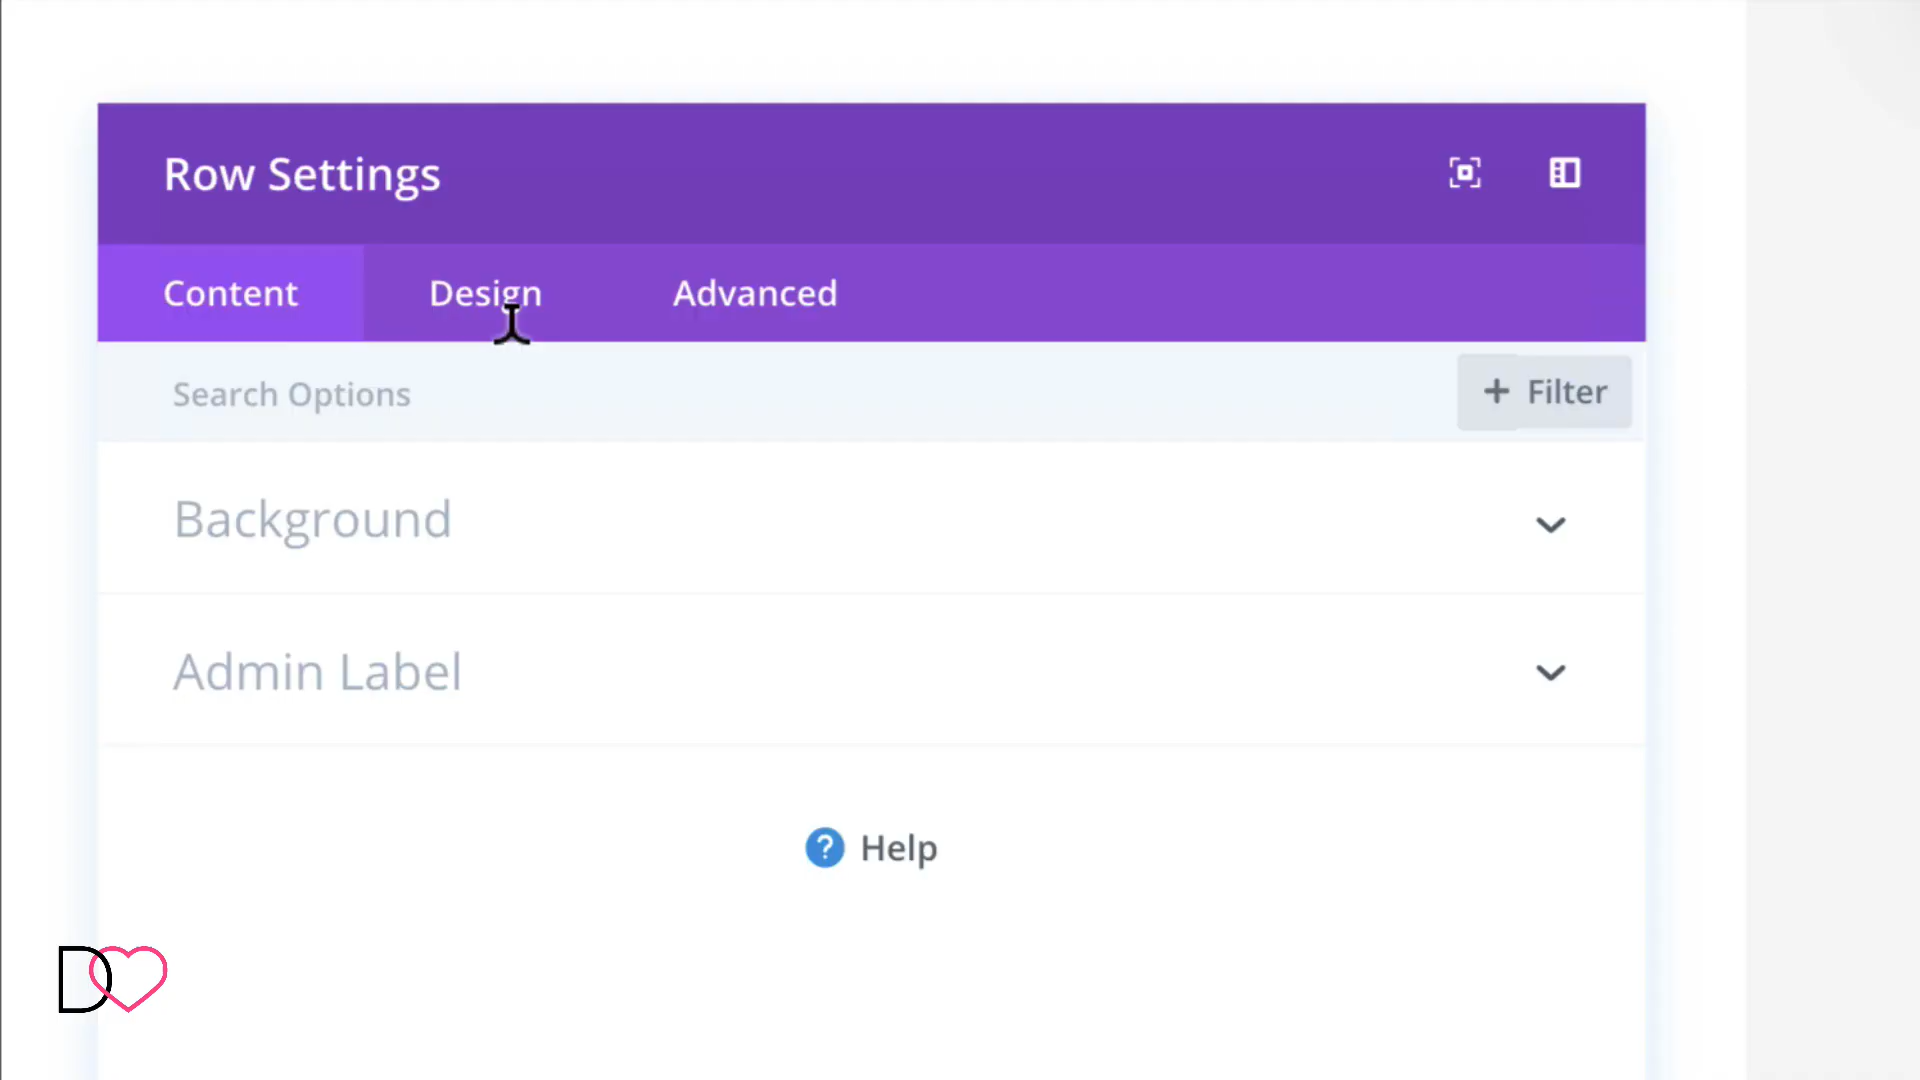 Row Settings
Content Design Advanced
Search Options + Filter
Background
Admin Label
? Help
D